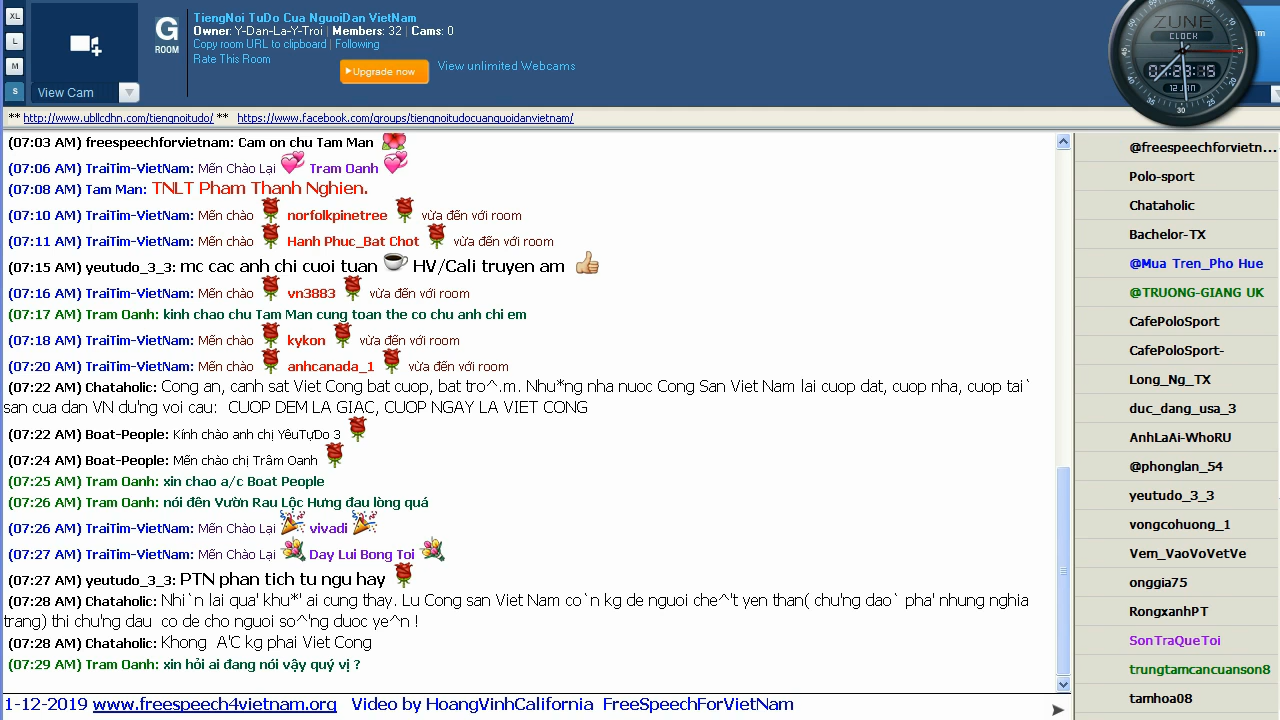 XL
L
M
S
View Cam
G
ROOM
TiengNoi TuDo Cua NguoiDan VietNam
Owner: Y-Dan-La-Y-Troi | Members: 32 | Cams: 0
Copy room URL to clipboard | Following
Rate This Room
Upgrade now
View unlimited Webcams
ZUNE
CLOCK
12 JAN
30
** http://www.ubllcdhn.com/tiengnoitudo/ ** https://www.facebook.com/groups/tiengnoitudocuanguoidanvietnam/
(07:03 AM) freespeechforvietnam: Cam on chu Tam Man
(07:06 AM) TraiTim-VietNam: Mến Chào Lại Tram Oanh
(07:08 AM) Tam Man: TNLT Pham Thanh Nghien.
(07:10 AM) TraiTim-VietNam: Mến chào norfolkpinetree vừa đến với room
(07:11 AM) TraiTim-VietNam: Mến chào Hanh Phuc_Bat Chot vừa đến với room
(07:15 AM) yeutudo_3_3: mc cac anh chi cuoi tuan HV/Cali truyen am
(07:16 AM) TraiTim-VietNam: Mến chào vn3883 vừa đến với room
(07:17 AM) Tram Oanh: kinh chao chu Tam Man cung toan the co chu anh chi em
(07:18 AM) TraiTim-VietNam: Mến chào kykon vừa đến với room
(07:20 AM) TraiTim-VietNam: Mến chào anhcanada_1 vừa đến với room
(07:22 AM) Chataholic: Cong an, canh sat Viet Cong bat cuop, bat tro^.m. Nhu*ng nha nuoc Cong San Viet Nam lai cuop dat, cuop nha, cuop tai`
san cua dan VN du'ng voi cau: CUOP DEM LA GIAC, CUOP NGAY LA VIET CONG
(07:22 AM) Boat-People: Kính chào anh chị YêuTựDo 3
(07:24 AM) Boat-People: Mến chào chị Trâm Oanh
(07:25 AM) Tram Oanh: xin chao a/c Boat People
(07:26 AM) Tram Oanh: nói đên Vườn Rau Lộc Hưng đau lòng quá
(07:26 AM) TraiTim-VietNam: Mến Chào Lại vivadi
(07:27 AM) TraiTim-VietNam: Mến Chào Lại Day Lui Bong Toi
(07:27 AM) yeutudo_3_3: PTN phan tich tu ngu hay
(07:28 AM) Chataholic: Nhi`n lai qua' khu*' ai cung thay. Lu Cong san Viet Nam co`n kg de nguoi che^'t yen than( chu'ng dao` pha' nhung nghia
trang) thi chu'ng dau co de cho nguoi so^'ng duoc ye^n !
(07:28 AM) Chataholic: Khong A'C kg phai Viet Cong
(07:29 AM) Tram Oanh: xin hỏi ai đang nói vậy quý vị ?
@freespeechforvietn...
Polo-sport
Chataholic
Bachelor-TX
@Mua Tren_Pho Hue
@TRUONG-GIANG UK
CafePoloSport
CafePoloSport-
Long_Ng_TX
duc_dang_usa_3
AnhLaAi-WhoRU
@phonglan_54
yeutudo_3_3
vongcohuong_1
Vem_VaoVoVetVe
onggia75
RongxanhPT
SonTraQueToi
trungtamcancuanson8
tamhoa08
1-12-2019 www.freespeech4vietnam.org Video by HoangVinhCalifornia FreeSpeechForVietNam